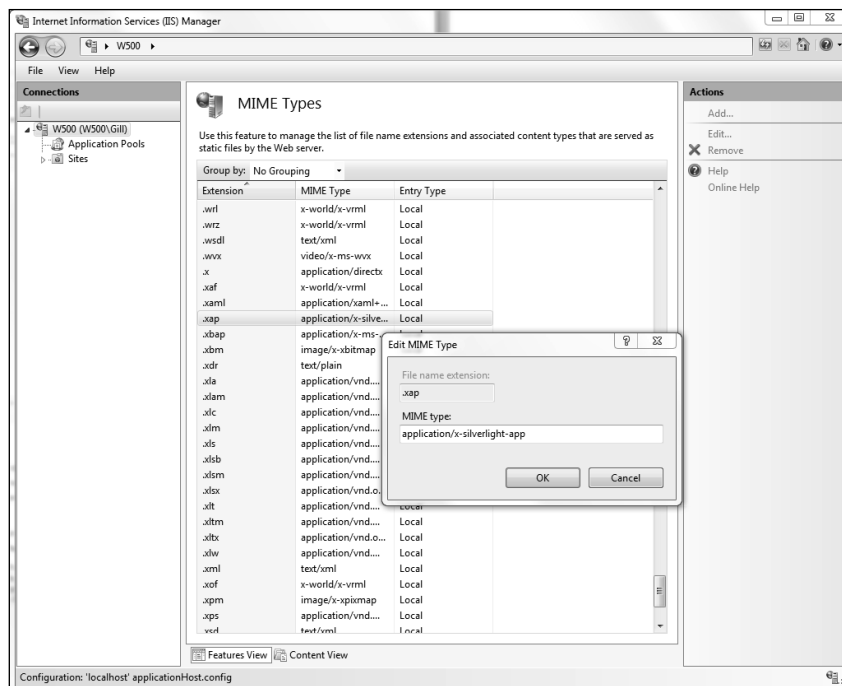 Internet Information Services (IIS) Manager
W500
File View Help
Connections
W500 (W500\Gill)
Application Pools
Sites
MIME Types
Use this feature to manage the list of file name extensions and associated content types that are served as
static files by the Web server.
Group by: No Grouping
Extension MIME Type Entry Type
.wrl x-world/x-vrml Local
.wrz x-world/x-vrml Local
.wsdl text/xml Local
.wvx video/x-ms-wvx Local
.x application/directx Local
.xaf x-world/x-vrml Local
.xaml application/xaml+... Local
.xap application/x-silve... Local
.xbap application/x-ms-... Local
.xbm image/x-xbitmap
.xdr text/plain
.xla application/vnd....
.xlam application/vnd....
.xlc application/vnd....
.xlm application/vnd....
.xls application/vnd....
.xlsb application/vnd....
.xlsm application/vnd....
.xlsx application/vnd.o...
.xlt application/vnd.... Local
.xltm application/vnd.... Local
.xltx application/vnd.o... Local
.xlw application/vnd.... Local
.xml text/xml Local
.xof x-world/x-vrml Local
.xpm image/x-xpixmap Local
.xps application/vnd.... Local
.xsd text/xml Local
Edit MIME Type
File name extension:
.xap
MIME type:
application/x-silverlight-app
OK Cancel
Actions
Add...
Edit...
Remove
Help
Online Help
Features View Content View
Configuration: 'localhost' applicationHost.config